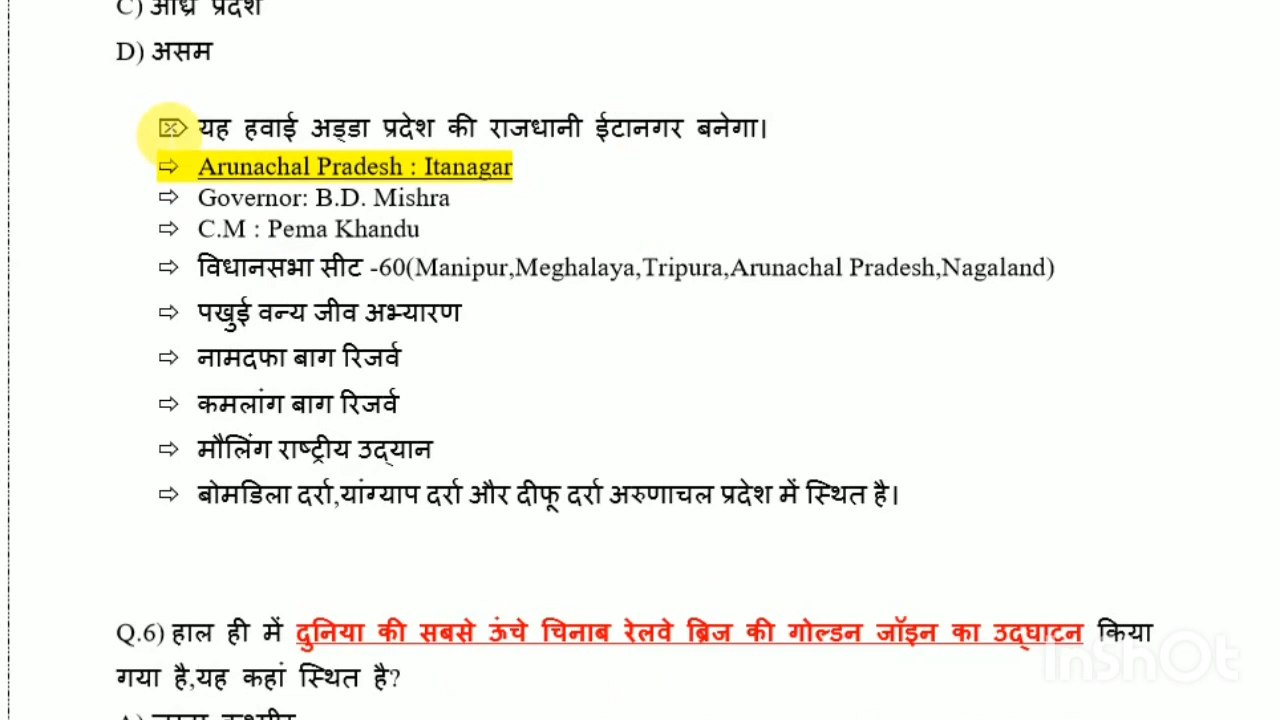 C) आंध्र प्रदेश
D) असम
यह हवाई अड्डा प्रदेश की राजधानी ईटानगर बनेगा।
Arunachal Pradesh : Itanagar
Governor: B.D. Mishra
C.M : Pema Khandu
विधानसभा सीट -60(Manipur,Meghalaya,Tripura,Arunachal Pradesh,Nagaland)
पखुई वन्य जीव अभ्यारण
नामदफा बाग रिजर्व
कमलांग बाग रिजर्व
मौलिंग राष्ट्रीय उद्यान
बोमडिला दर्रा,यांग्याप दर्रा और दीफू दर्रा अरुणाचल प्रदेश में स्थित है।
Q.6) हाल ही में दुनिया की सबसे ऊंचे चिनाब रेलवे ब्रिज की गोल्डन जॉइन का उद्घाटन किया
गया है,यह कहां स्थित है?
InshOt